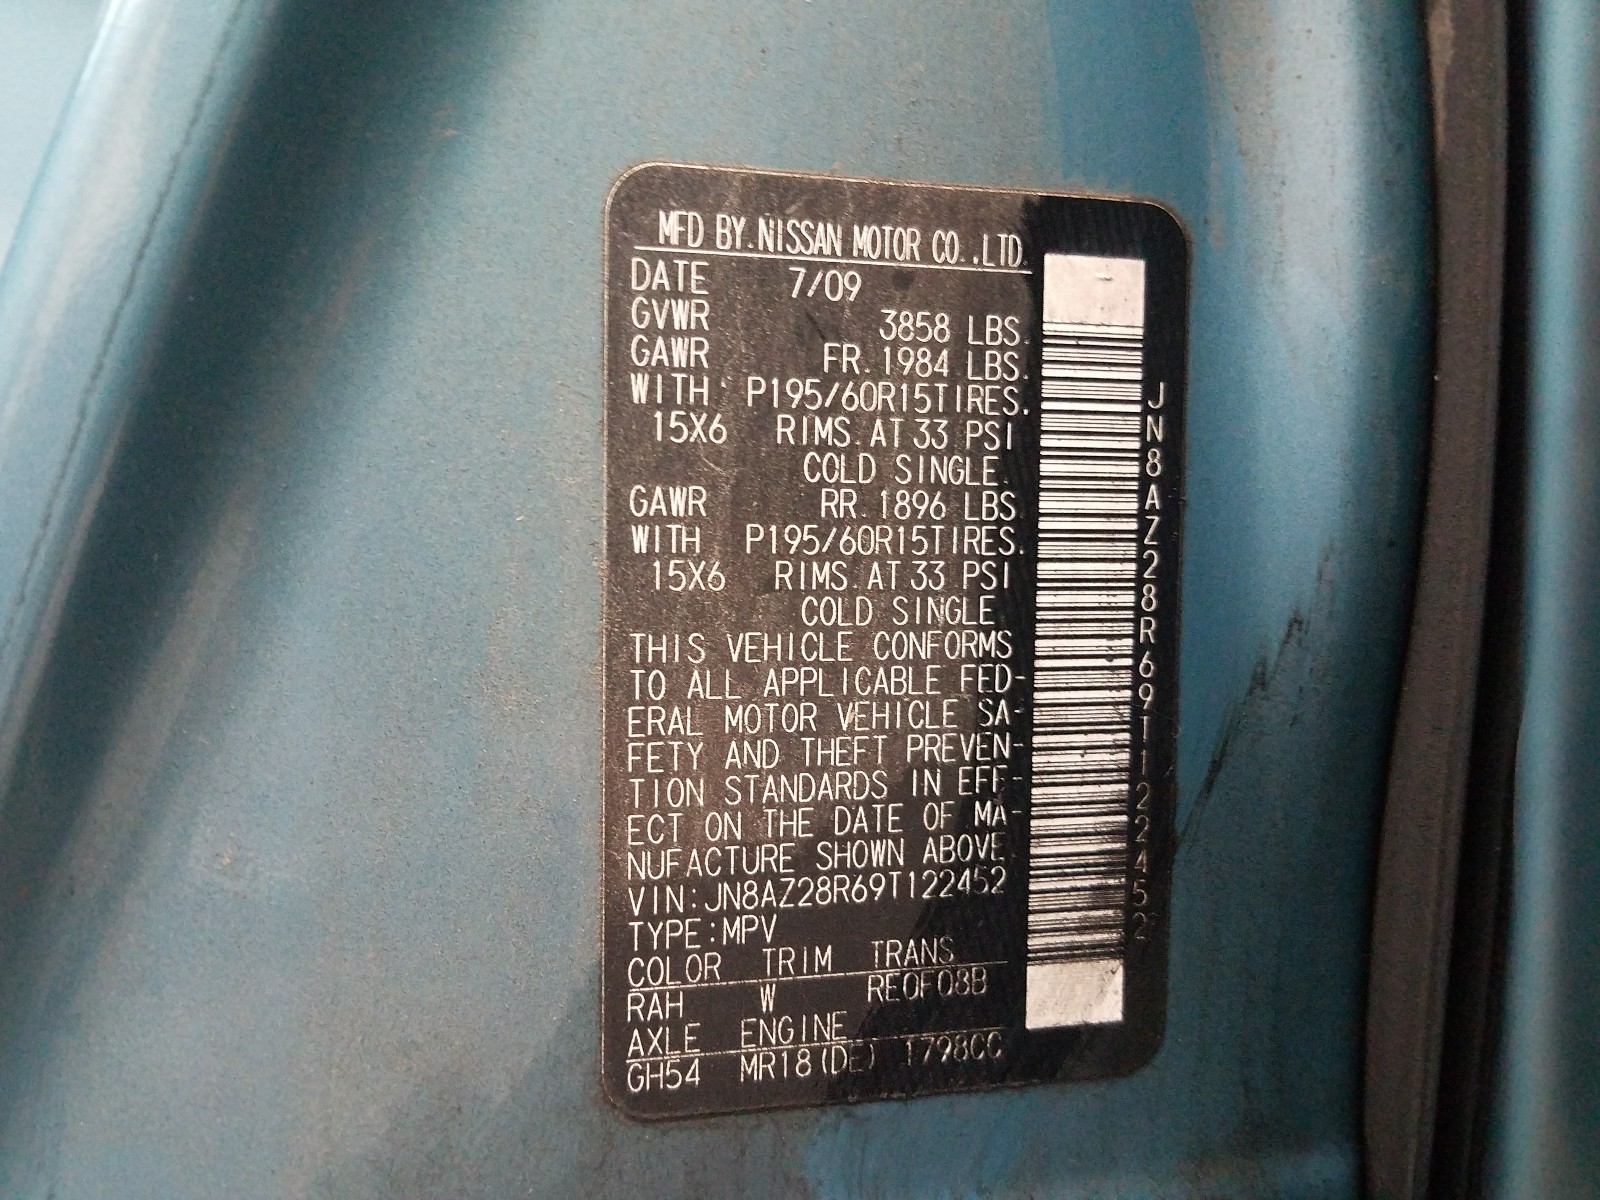 MFD BY.NISSAN MOTOR CO.,LTD.
DATE 7/09
GVWR 3858 LBS.
GAWR FR.1984 LBS.
WITH P195/60R15TIRES.
15X6 RIMS.AT 33 PSI
COLD SINGLE.
GAWR RR.1896 LBS
WITH P195/60R15TIRES.
15X6 RIMS.AT 33 PSI
COLD SINGLE
THIS VEHICLE CONFORMS
TO ALL APPLICABLE FED-
ERAL MOTOR VEHICLE SA-
FETY AND THEFT PREVEN-
TION STANDARDS IN EFF-
ECT ON THE DATE OF MA-
NUFACTURE SHOWN ABOVE
VIN:JN8AZ28R69T122452
TYPE:MPV
COLOR TRIM TRANS
RAH W RE0F08B
AXLE ENGINE
GH54 MR18(DE) 1798CC
JN8AZ28R69T122452